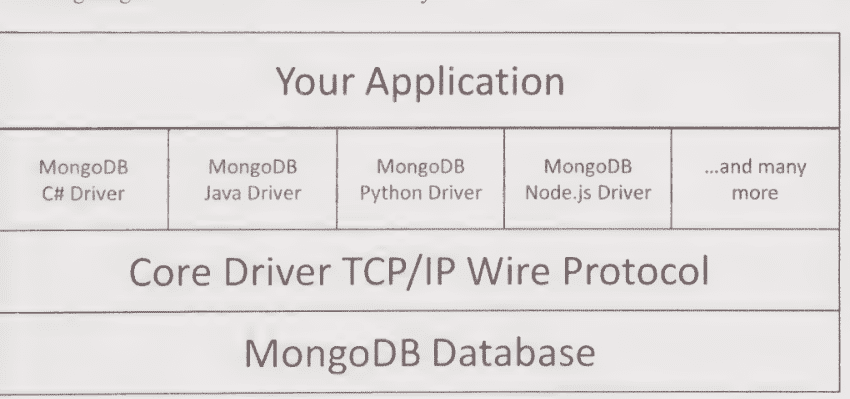 Your Application
MongoDB
C# Driver
MongoDB
Java Driver
MongoDB
Python Driver
MongoDB
Node.js Driver
...and many
more
Core Driver TCP/IP Wire Protocol
MongoDB Database